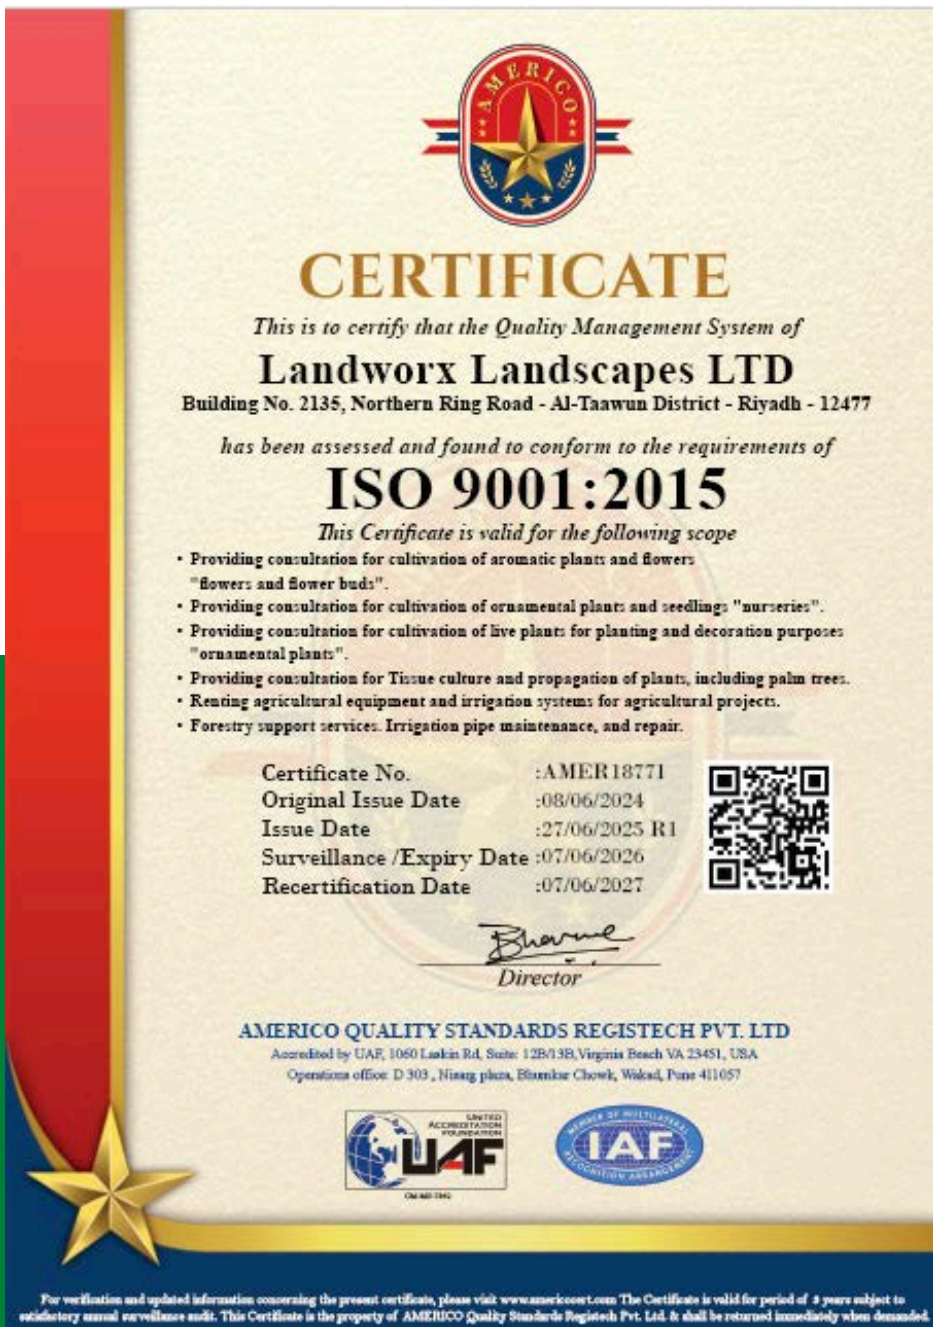 AMERICO
CERTIFICATE
This is to certify that the Quality Management System of
Landworx Landscapes LTD
Building No. 2135, Northern Ring Road - Al-Taawun District - Riyadh - 12477
has been assessed and found to conform to the requirements of
ISO 9001:2015
This Certificate is valid for the following scope
• Providing consultation for cultivation of aromatic plants and flowers
"flowers and flower buds".
• Providing consultation for cultivation of ornamental plants and seedlings "nurseries".
• Providing consultation for cultivation of live plants for planting and decoration purposes
"ornamental plants".
• Providing consultation for Tissue culture and propagation of plants, including palm trees.
• Renting agricultural equipment and irrigation systems for agricultural projects.
• Forestry support services. Irrigation pipe maintenance, and repair.
Certificate No. :AMER18771
Original Issue Date :08/06/2024
Issue Date :27/06/2025 R1
Surveillance /Expiry Date :07/06/2026
Recertification Date :07/06/2027
Director
AMERICO QUALITY STANDARDS REGISTECH PVT. LTD
Accredited by UAF, 1060 Laskin Rd, Suite: 12B/13B, Virginia Beach VA 23451, USA
Operations office: D 303 , Nisarg plaza, Bhumkar Chowk, Wakad, Pune 411057
UNITED
ACCREDITATION
FOUNDATION
UAF
MEMBER OF MULTILATERAL
IAF
RECOGNITION ARRANGEMENT
For verification and updated information concerning the present certificate, please visit www.americocert.com The Certificate is valid for period of 3 years subject to
satisfactory annual surveillance audit. This Certificate is the property of AMERICO Quality Standards Registech Pvt. Ltd. & shall be returned immediately when demanded.